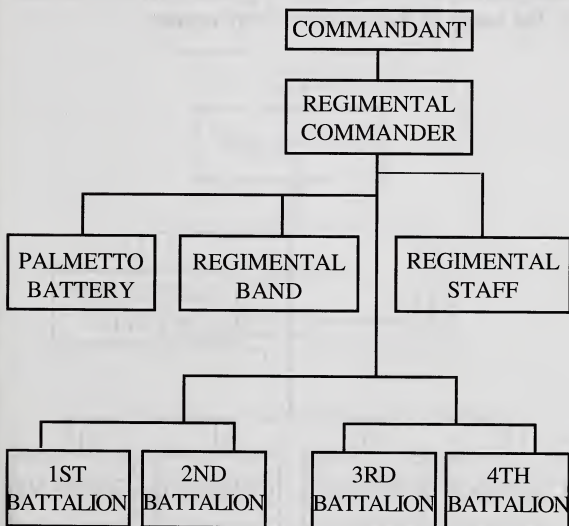 COMMANDANT
REGIMENTAL
COMMANDER
PALMETTO
BATTERY
REGIMENTAL
BAND
REGIMENTAL
STAFF
1ST
BATTALION
2ND
BATTALION
3RD
BATTALION
4TH
BATTALION